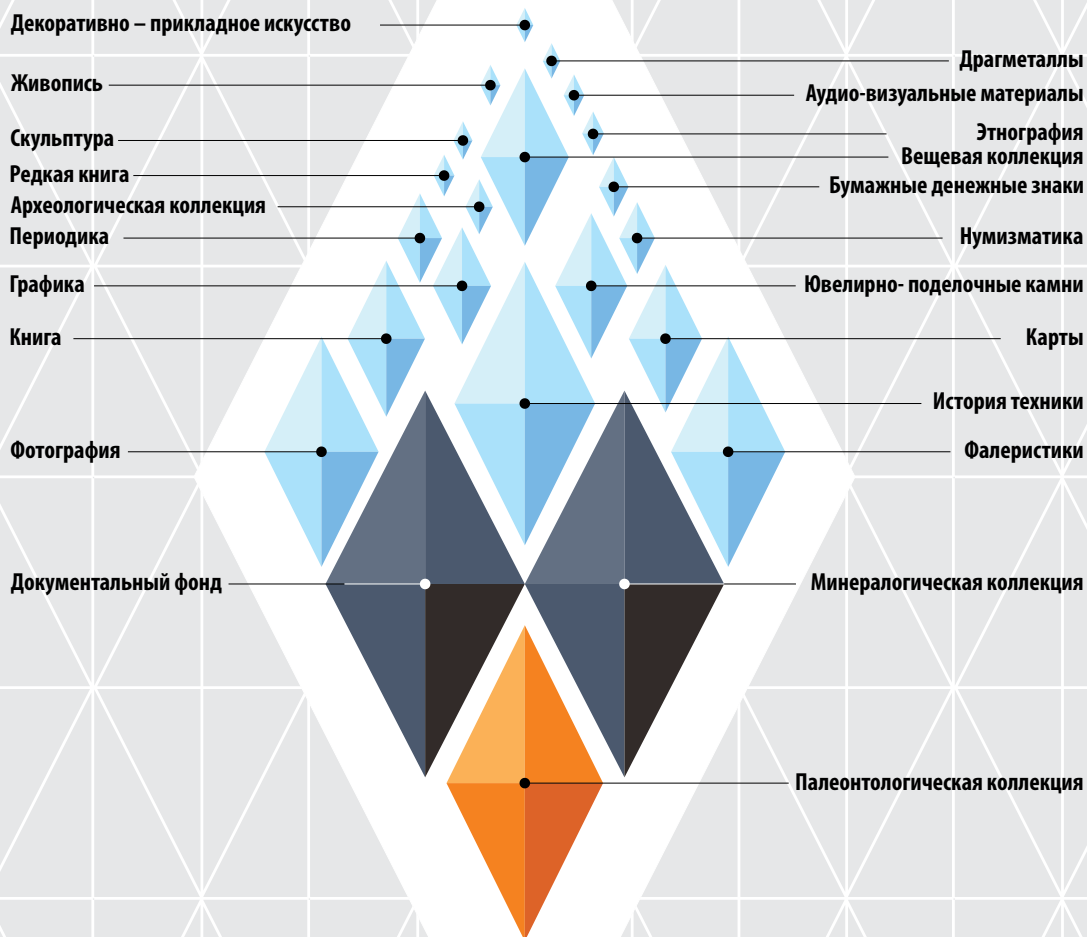 Декоративно – прикладное искусство
Драгметаллы
Живопись
Аудио-визуальные материалы
Этнография
Скульптура
Вещевая коллекция
Редкая книга
Бумажные денежные знаки
Археологическая коллекция
Периодика
Нумизматика
Графика
Ювелирно- поделочные камни
Книга
Карты
История техники
Фотография
Фалеристики
Документальный фонд
Минералогическая коллекция
Палеонтологическая коллекция